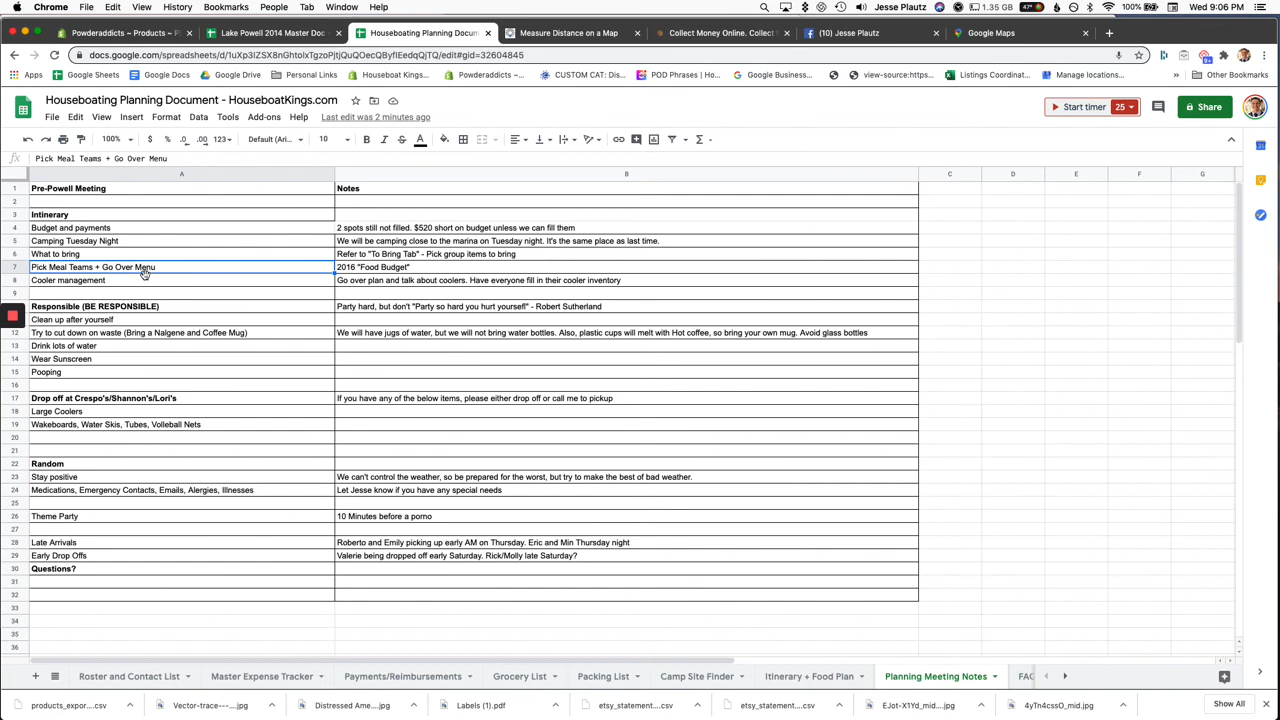 Chrome File Edit View History Bookmarks People Tab Window Help Jesse Plautz 1.35 GB 47° 100% Wed 9:06 PM
Powderaddicts ~ Products ~ P Lake Powell 2014 Master Docu Houseboating Planning Document Measure Distance on a Map Collect Money Online. Collect (10) Jesse Plautz Google Maps
docs.google.com/spreadsheets/d/1uXp3IZSX8nGhtolxTgzoPjtjQuQOecQByfIEedqQjTQ/edit#gid=32604845
Apps Google Sheets Google Docs Google Drive Personal Links Houseboat Kings... Powderaddicts ~... CUSTOM CAT: Dis... POD Phrases | Ho... Google Business... view-source:https... Listings Coordinat... Manage locations... Other Bookmarks
Houseboating Planning Document - HouseboatKings.com
Start timer 25 Share
File Edit View Insert Format Data Tools Add-ons Help Last edit was 2 minutes ago
100% $ % .0 .00 123 Default (Ari... 10 B I S A
fx Pick Meal Teams + Go Over Menu
A B C D E F G
1 Pre-Powell Meeting Notes
2
3 Intinerary
4 Budget and payments 2 spots still not filled. $520 short on budget unless we can fill them
5 Camping Tuesday Night We will be camping close to the marina on Tuesday night. It's the same place as last time.
6 What to bring Refer to "To Bring Tab" - Pick group items to bring
7 Pick Meal Teams + Go Over Menu 2016 "Food Budget"
8 Cooler management Go over plan and talk about coolers. Have everyone fill in their cooler inventory
9
10 Responsible (BE RESPONSIBLE) Party hard, but don't "Party so hard you hurt yourself" - Robert Sutherland
Clean up after yourself
12 Try to cut down on waste (Bring a Nalgene and Coffee Mug) We will have jugs of water, but we will not bring water bottles. Also, plastic cups will melt with Hot coffee, so bring your own mug. Avoid glass bottles
13 Drink lots of water
14 Wear Sunscreen
15 Pooping
16
17 Drop off at Crespo's/Shannon's/Lori's If you have any of the below items, please either drop off or call me to pickup
18 Large Coolers
19 Wakeboards, Water Skis, Tubes, Volleball Nets
20
21
22 Random
23 Stay positive We can't control the weather, so be prepared for the worst, but try to make the best of bad weather.
24 Medications, Emergency Contacts, Emails, Alergies, Illnesses Let Jesse know if you have any special needs
25
26 Theme Party 10 Minutes before a porno
27
28 Late Arrivals Roberto and Emily picking up early AM on Thursday. Eric and Min Thursday night
29 Early Drop Offs Valerie being dropped off early Saturday. Rick/Molly late Saturday?
30 Questions?
31
32
33
34
35
36
Roster and Contact List Master Expense Tracker Payments/Reimbursements Grocery List Packing List Camp Site Finder Itinerary + Food Plan Planning Meeting Notes FAQ
products_expor....csv Vector-trace----.jpg Distressed Ame....jpg Labels (1).pdf etsy_statement....csv etsy_statement....csv EJot-X1Yd_mid....jpg 4yTn4cssO_mid.jpg Show All